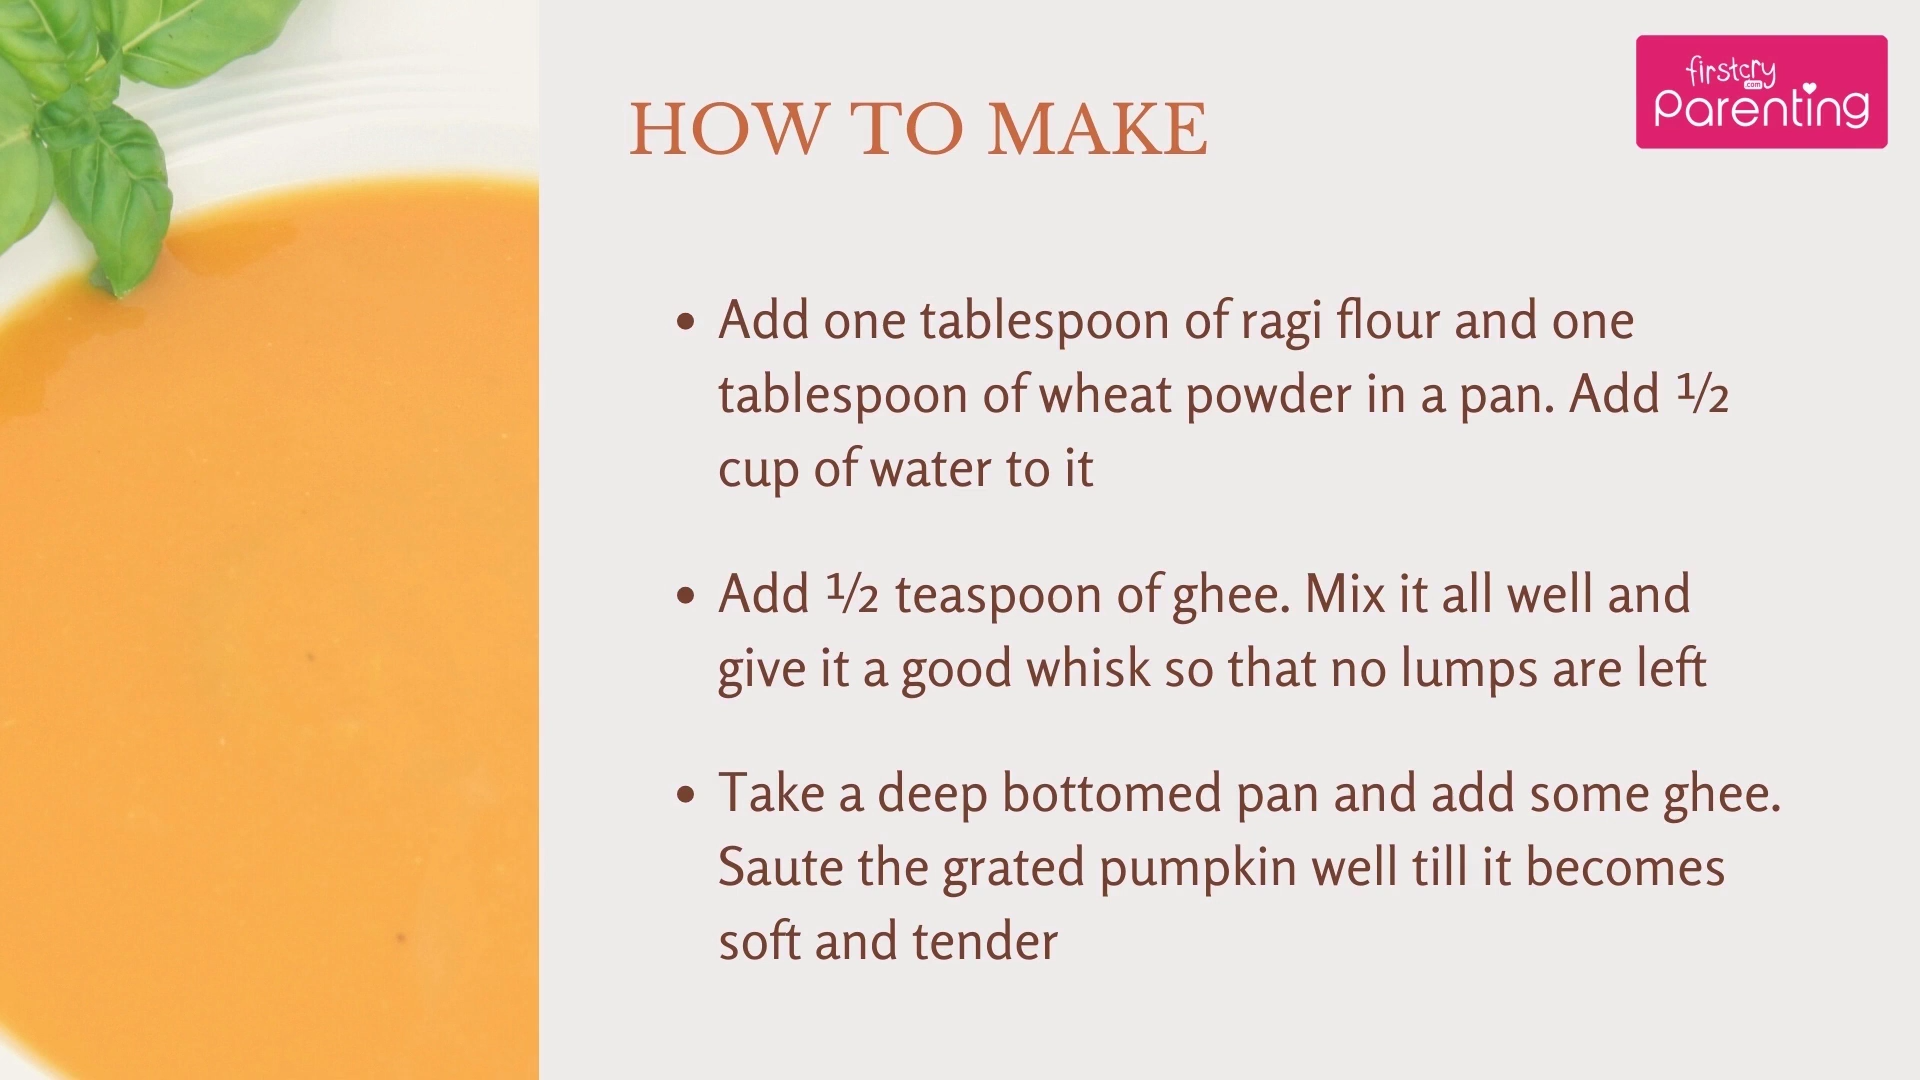 firstcry
.com
Parenting
HOW TO MAKE
• Add one tablespoon of ragi flour and one
tablespoon of wheat powder in a pan. Add ½
cup of water to it
• Add ½ teaspoon of ghee. Mix it all well and
give it a good whisk so that no lumps are left
• Take a deep bottomed pan and add some ghee.
Saute the grated pumpkin well till it becomes
soft and tender